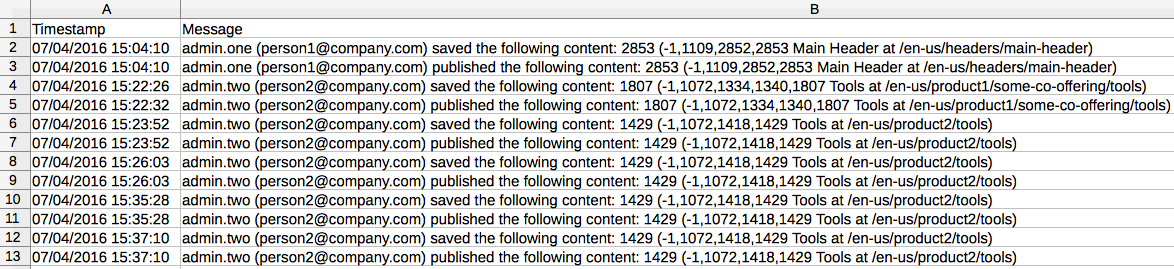 A B
1 Timestamp Message
2 07/04/2016 15:04:10 admin.one (person1@company.com) saved the following content: 2853 (-1,1109,2852,2853 Main Header at /en-us/headers/main-header)
3 07/04/2016 15:04:10 admin.one (person1@company.com) published the following content: 2853 (-1,1109,2852,2853 Main Header at /en-us/headers/main-header)
4 07/04/2016 15:22:26 admin.two (person2@company.com) saved the following content: 1807 (-1,1072,1334,1340,1807 Tools at /en-us/product1/some-co-offering/tools)
5 07/04/2016 15:22:32 admin.two (person2@company.com) published the following content: 1807 (-1,1072,1334,1340,1807 Tools at /en-us/product1/some-co-offering/tools)
6 07/04/2016 15:23:52 admin.two (person2@company.com) saved the following content: 1429 (-1,1072,1418,1429 Tools at /en-us/product2/tools)
7 07/04/2016 15:23:52 admin.two (person2@company.com) published the following content: 1429 (-1,1072,1418,1429 Tools at /en-us/product2/tools)
8 07/04/2016 15:26:03 admin.two (person2@company.com) saved the following content: 1429 (-1,1072,1418,1429 Tools at /en-us/product2/tools)
9 07/04/2016 15:26:03 admin.two (person2@company.com) published the following content: 1429 (-1,1072,1418,1429 Tools at /en-us/product2/tools)
10 07/04/2016 15:35:28 admin.two (person2@company.com) saved the following content: 1429 (-1,1072,1418,1429 Tools at /en-us/product2/tools)
11 07/04/2016 15:35:28 admin.two (person2@company.com) published the following content: 1429 (-1,1072,1418,1429 Tools at /en-us/product2/tools)
12 07/04/2016 15:37:10 admin.two (person2@company.com) saved the following content: 1429 (-1,1072,1418,1429 Tools at /en-us/product2/tools)
13 07/04/2016 15:37:10 admin.two (person2@company.com) published the following content: 1429 (-1,1072,1418,1429 Tools at /en-us/product2/tools)